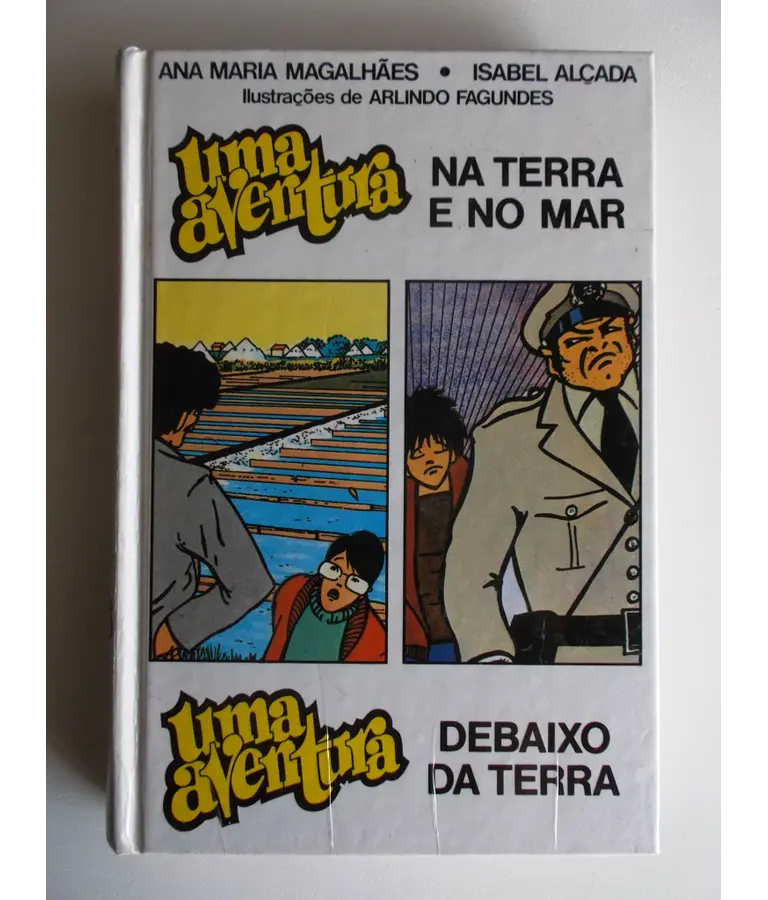 ANA MARIA MAGALHÃES • ISABEL ALÇADA
Ilustrações de ARLINDO FAGUNDES
uma
aventura
NA TERRA
E NO MAR
uma
aventura
DEBAIXO
DA TERRA